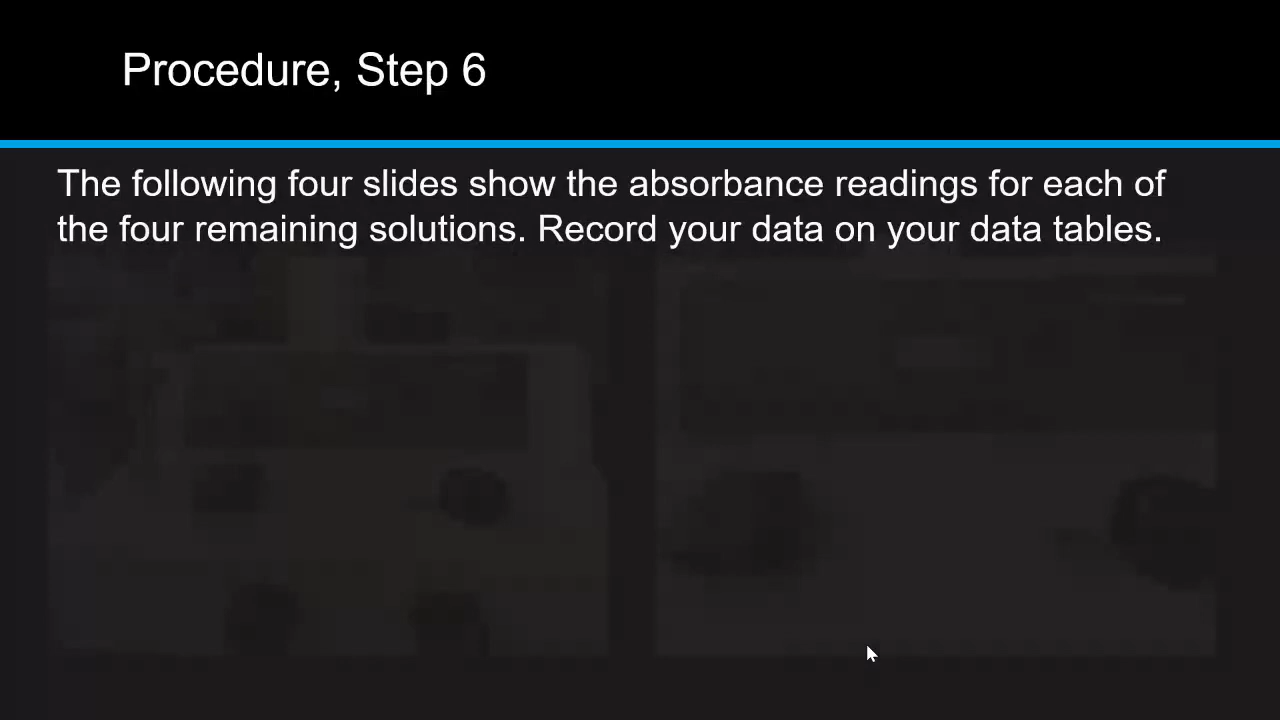 Procedure, Step 6
The following four slides show the absorbance readings for each of
the four remaining solutions. Record your data on your data tables.